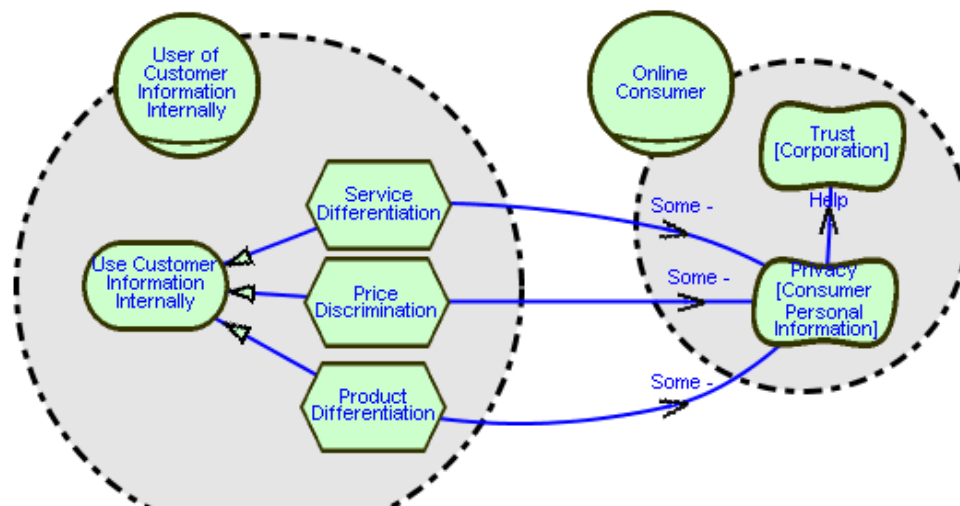 User of
Customer
Information
Internally
Online
Consumer
Trust
[Corporation]
Service
Differentiation
Some -
Help
Use Customer
Information
Internally
Price
Discrimination
Some -
Privacy
[Consumer
Personal
Information]
Product
Differentiation
Some -